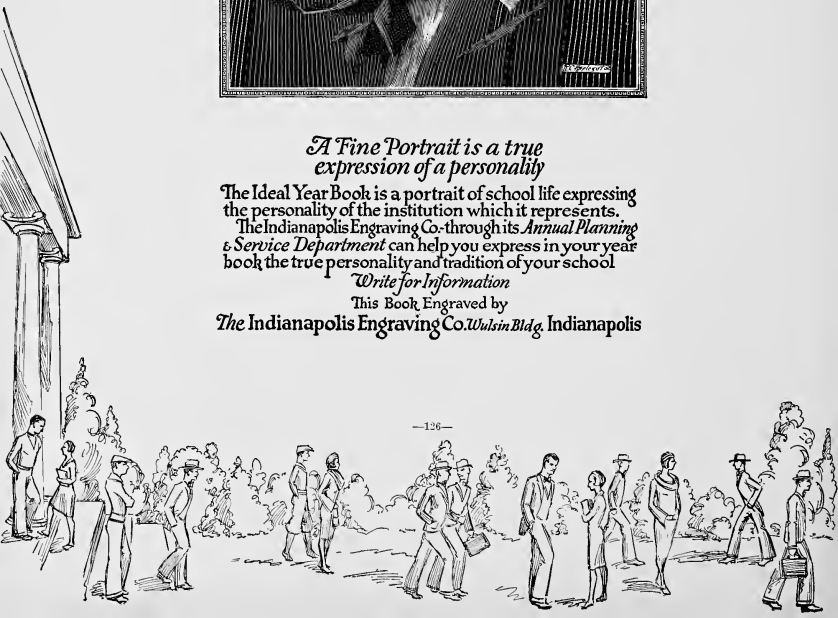 A Fine Portrait is a true
expression of a personality
The Ideal Year Book is a portrait of school life expressing
the personality of the institution which it represents.
The Indianapolis Engraving Co.-through its Annual Planning
& Service Department can help you express in your year
book the true personality and tradition of your school
Write for Information
This Book Engraved by
The Indianapolis Engraving Co. Wulsin Bldg. Indianapolis
—126—